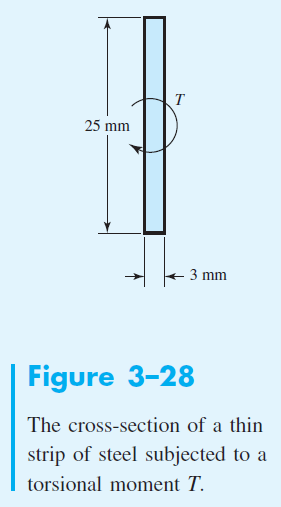 T
25 mm
3 mm
Figure 3–28
The cross-section of a thin
strip of steel subjected to a
torsional moment T.